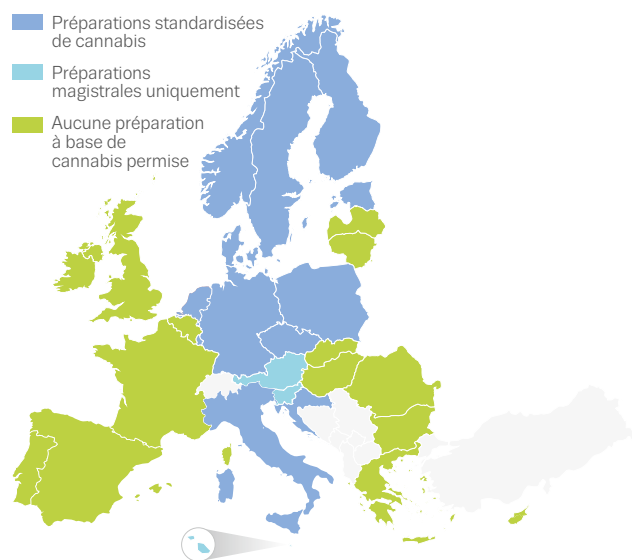 Préparations standardisées
de cannabis
Préparations
magistrales uniquement
Aucune préparation
à base de
cannabis permise